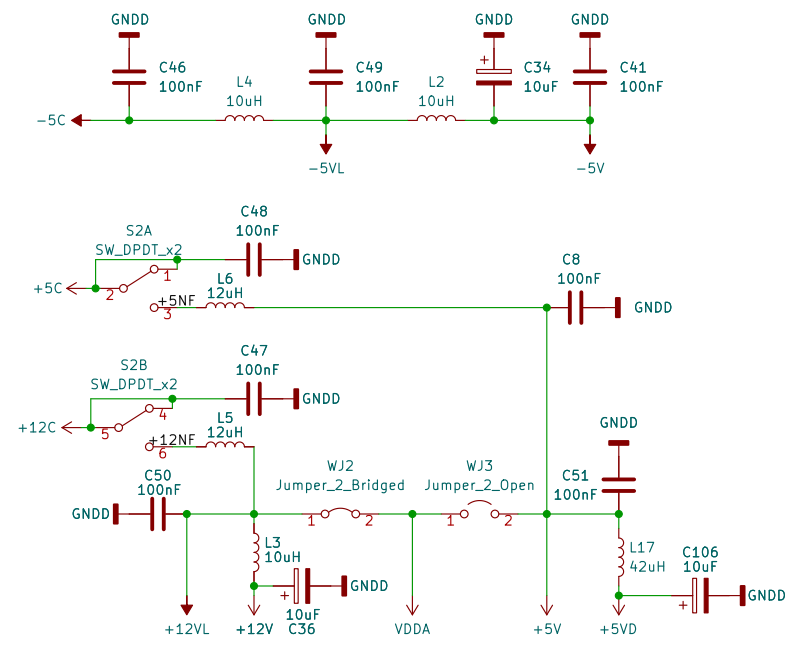 GNDD
GNDD
GNDD
GNDD
C46
100nF
C49
100nF
+
C34
10uF
C41
100nF
L4
10uH
L2
10uH
-5C
-5VL
-5V
S2A
SW_DPDT_x2
C48
100nF
GNDD
1
+5C
2
+5NF
3
L6
12uH
C8
100nF
GNDD
S2B
SW_DPDT_x2
C47
100nF
GNDD
4
+12C
5
+12NF
6
L5
12uH
GNDD
C50
100nF
GNDD
WJ2
Jumper_2_Bridged
1
2
WJ3
Jumper_2_Open
1
2
C51
100nF
L3
10uH
+
GNDD
10uF
C36
L17
42uH
C106
10uF
+
GNDD
+12VL
+12V
VDDA
+5V
+5VD